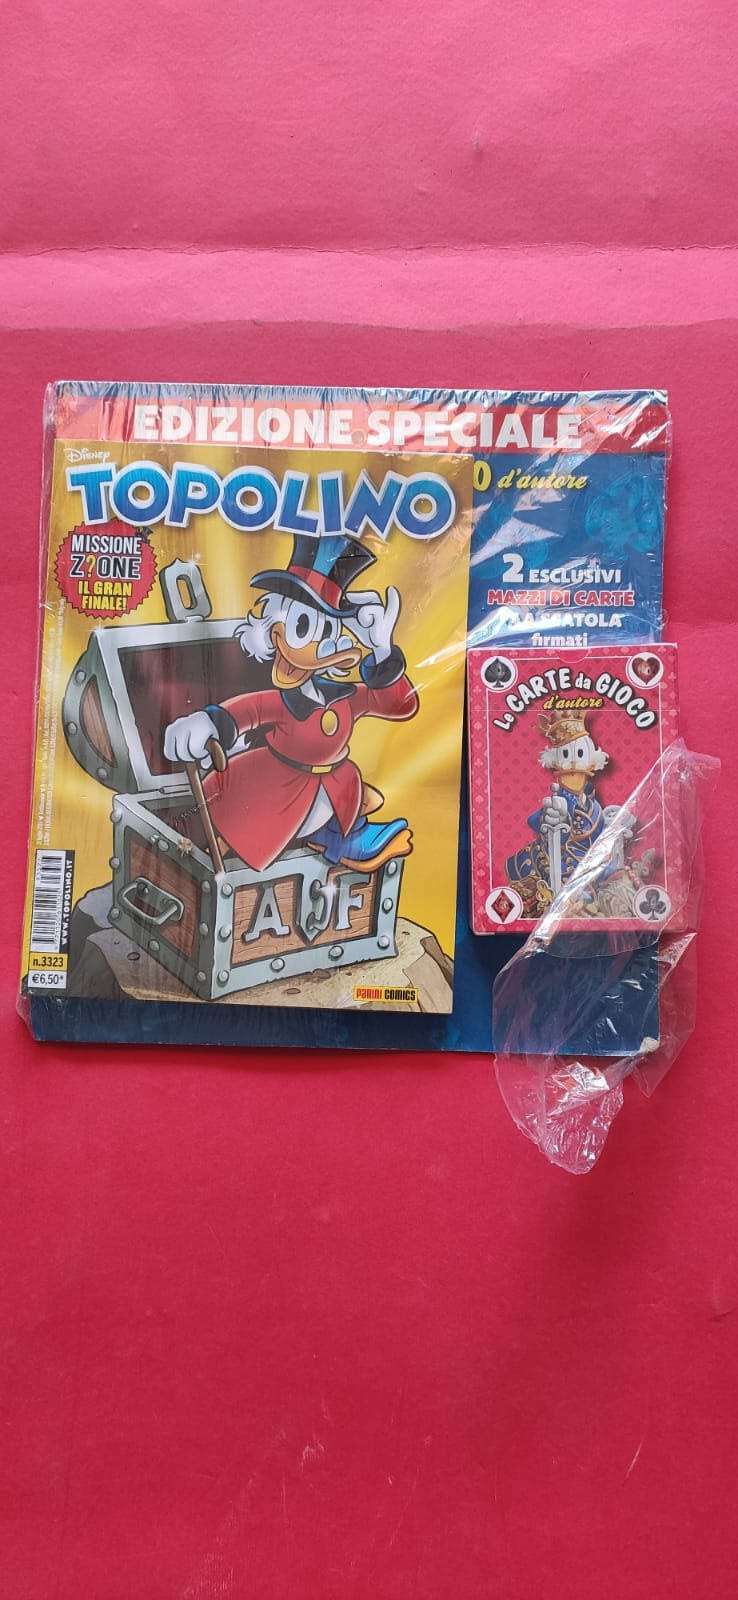 EDIZIONE SPECIALE
Disney
TOPOLINO
d'autore
MISSIONE
Z?ONE
IL GRAN
FINALE!
2 ESCLUSIVI
MAZZI DI CARTE
firmati
Le CARTE da GIOCO
d'autore
A F
WWW.TOPOLINO.IT
n.3323
€6,50*
PANINI COMICS